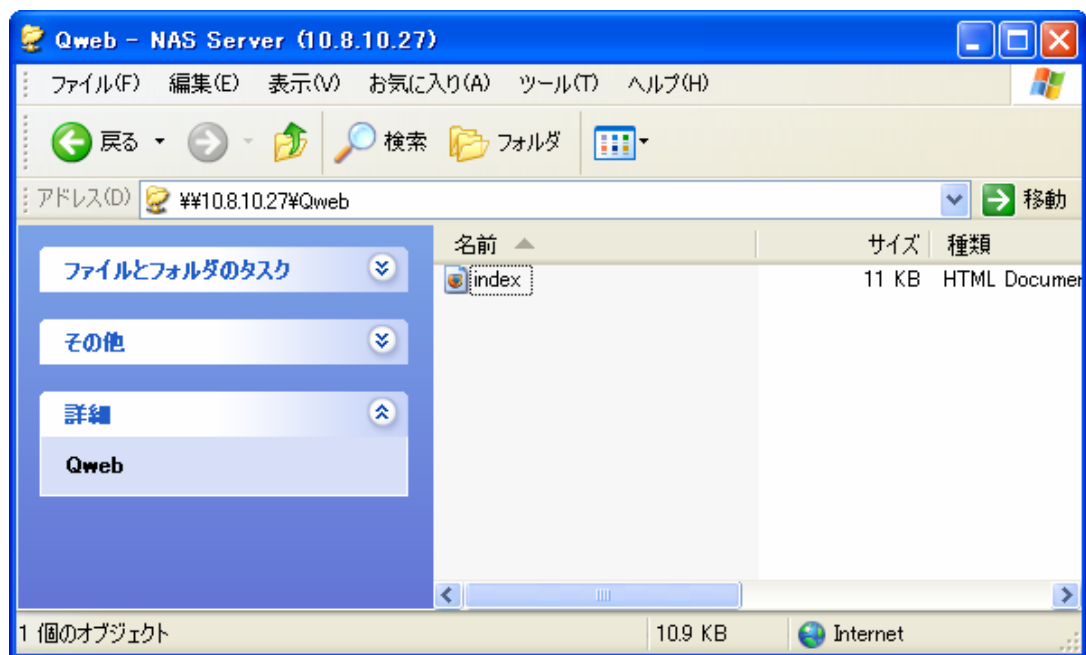 Qweb - NAS Server (10.8.10.27)
ファイル(F) 編集(E) 表示(V) お気に入り(A) ツール(T) ヘルプ(H)
戻る 検索 フォルダ
アドレス(D) ¥¥10.8.10.27¥Qweb 移動
名前 サイズ 種類
ファイルとフォルダのタスク
index 11 KB HTML Documen
その他
詳細
Qweb
1 個のオブジェクト 10.9 KB Internet